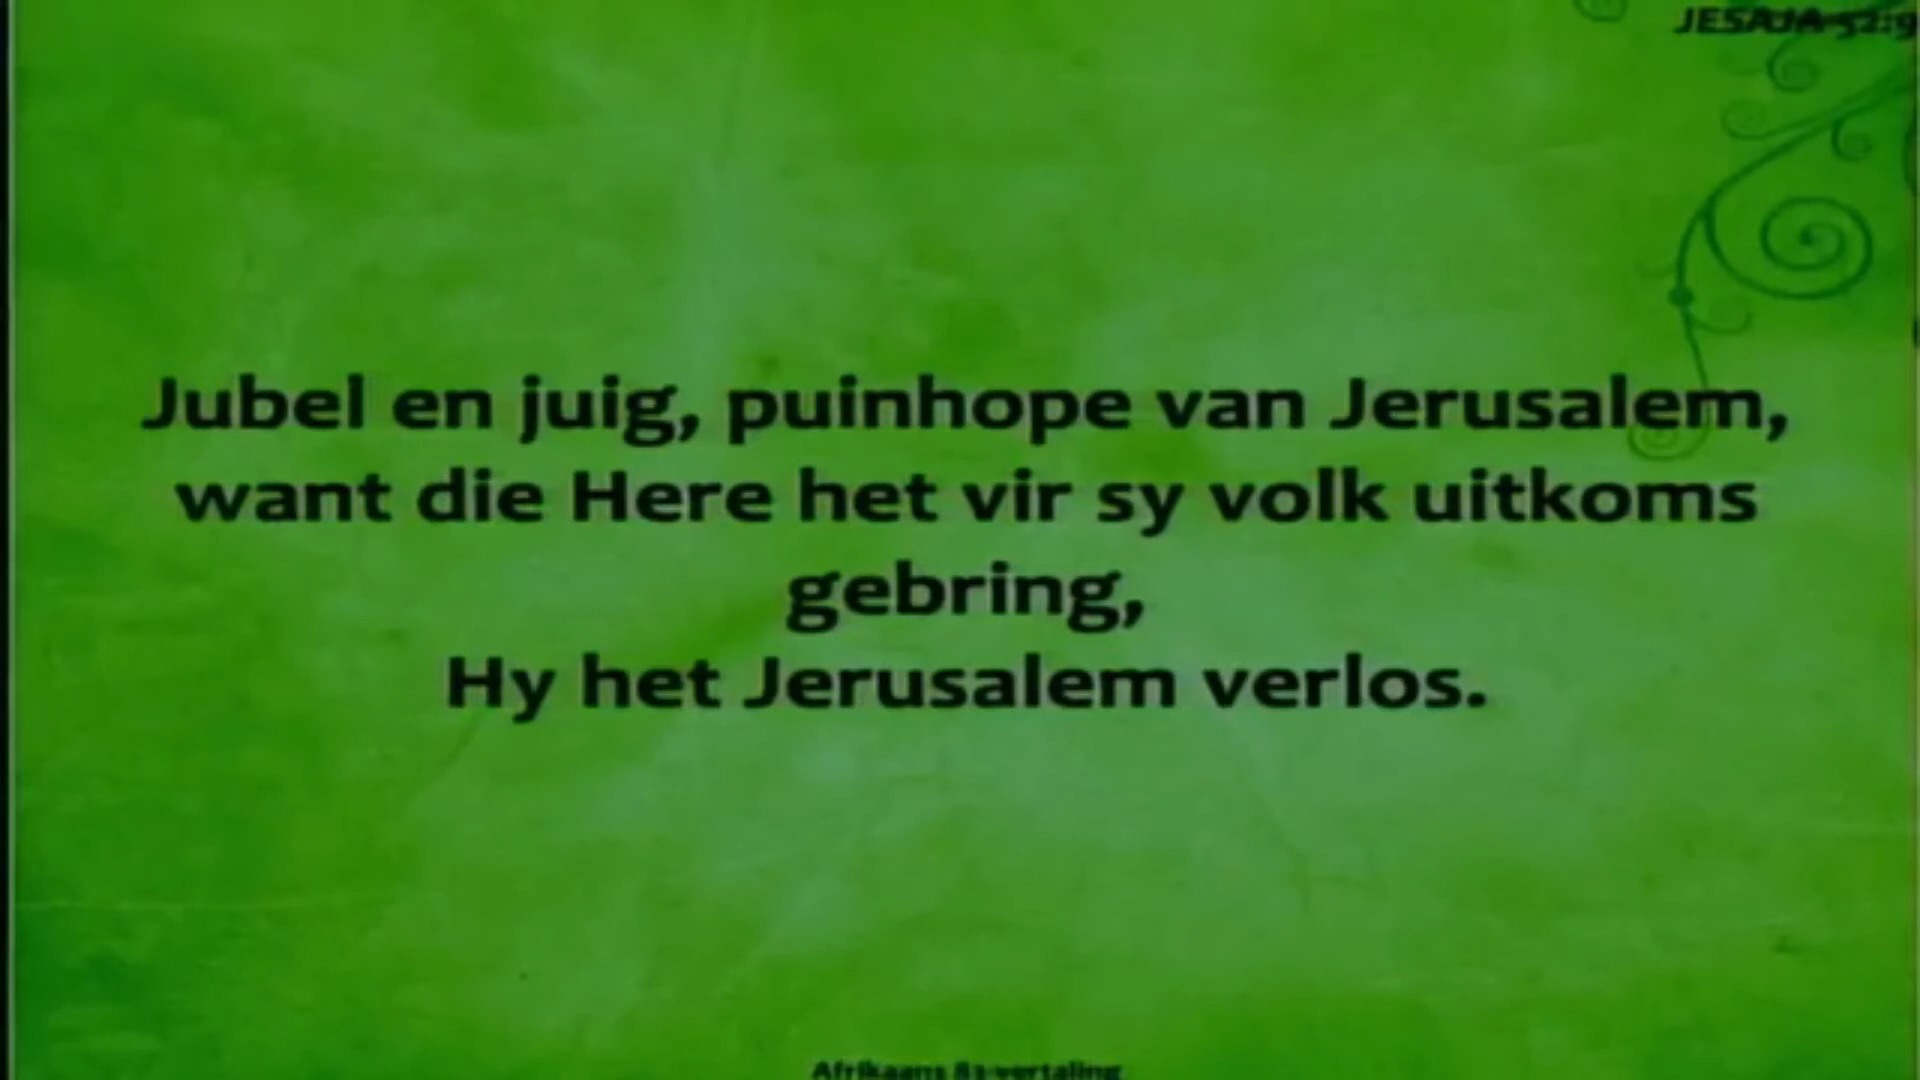 JESAJA 52:9
Jubel en juig, puinhope van Jerusalem,
want die Here het vir sy volk uitkoms
gebring,
Hy het Jerusalem verlos.
Afrikaans 83-vertaling